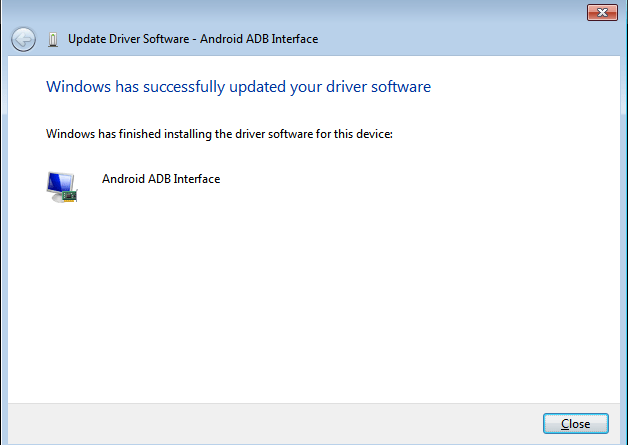 Update Driver Software - Android ADB Interface
Windows has successfully updated your driver software
Windows has finished installing the driver software for this device:
Android ADB Interface
Close